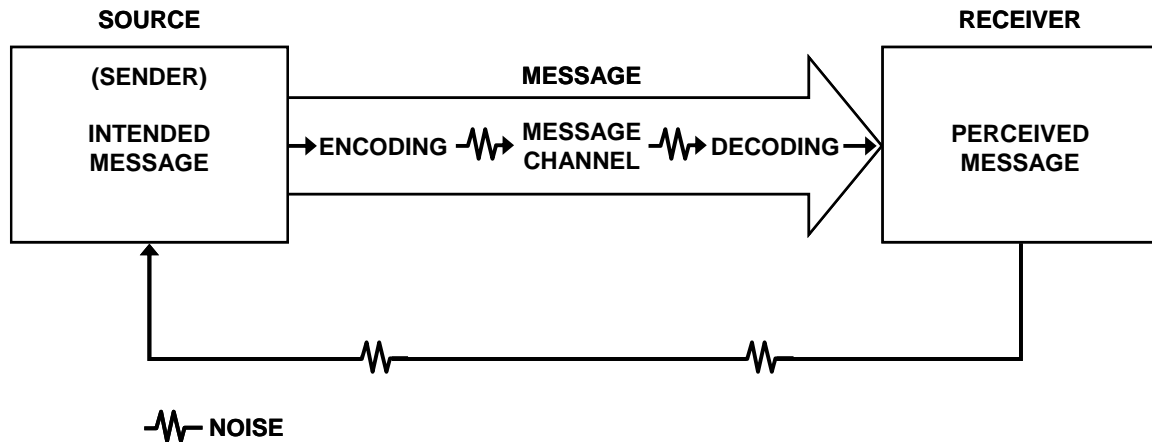 SOURCE
RECEIVER
(SENDER)
INTENDED
MESSAGE
MESSAGE
ENCODING
MESSAGE
CHANNEL
DECODING
PERCEIVED
MESSAGE
NOISE